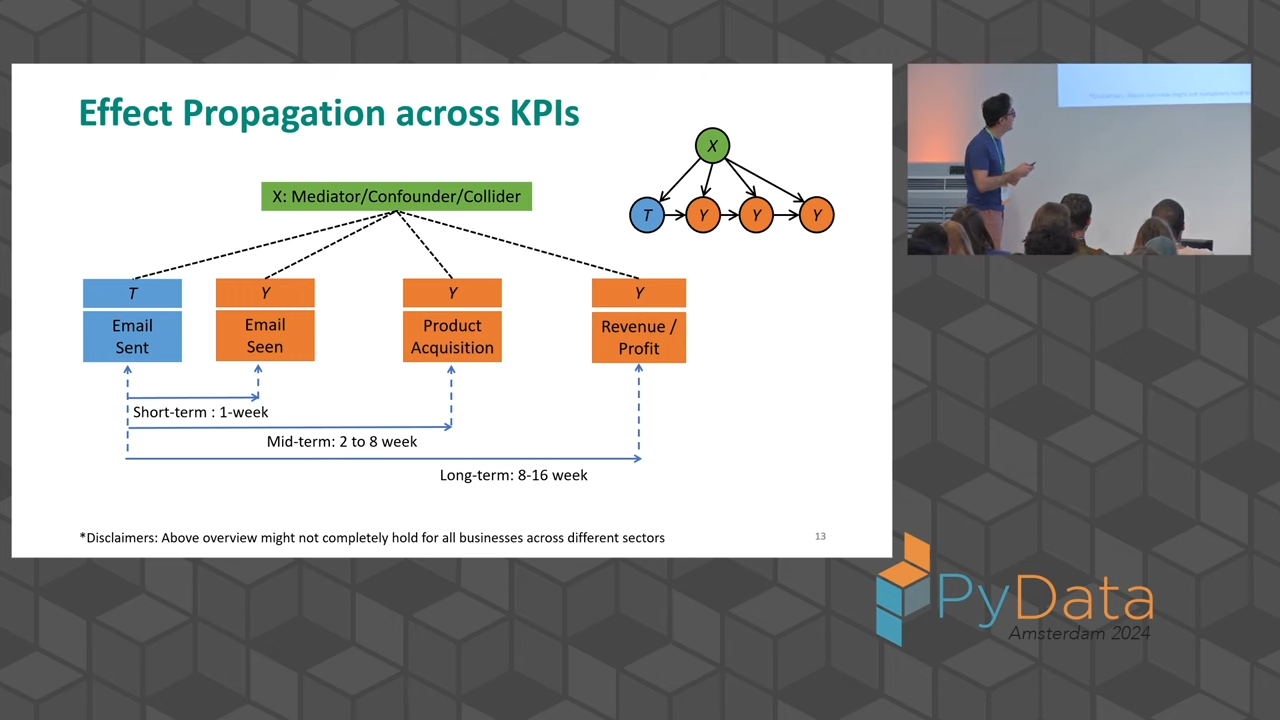 Effect Propagation across KPIs
X
X: Mediator/Confounder/Collider
T
Y
Y
Y
T
Y
Y
Y
Email
Sent
Email
Seen
Product
Acquisition
Revenue /
Profit
Short-term : 1-week
Mid-term: 2 to 8 week
Long-term: 8-16 week
*Disclaimers: Above overview might not completely hold for all businesses across different sectors
13
PyData
Amsterdam 2024